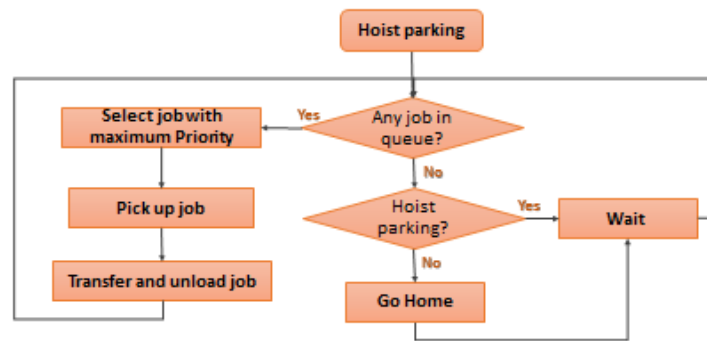 Hoist parking
Any job in
queue?
Yes
Select job with
maximum Priority
No
Pick up job
Hoist
parking?
Yes
Wait
No
Transfer and unload job
Go Home